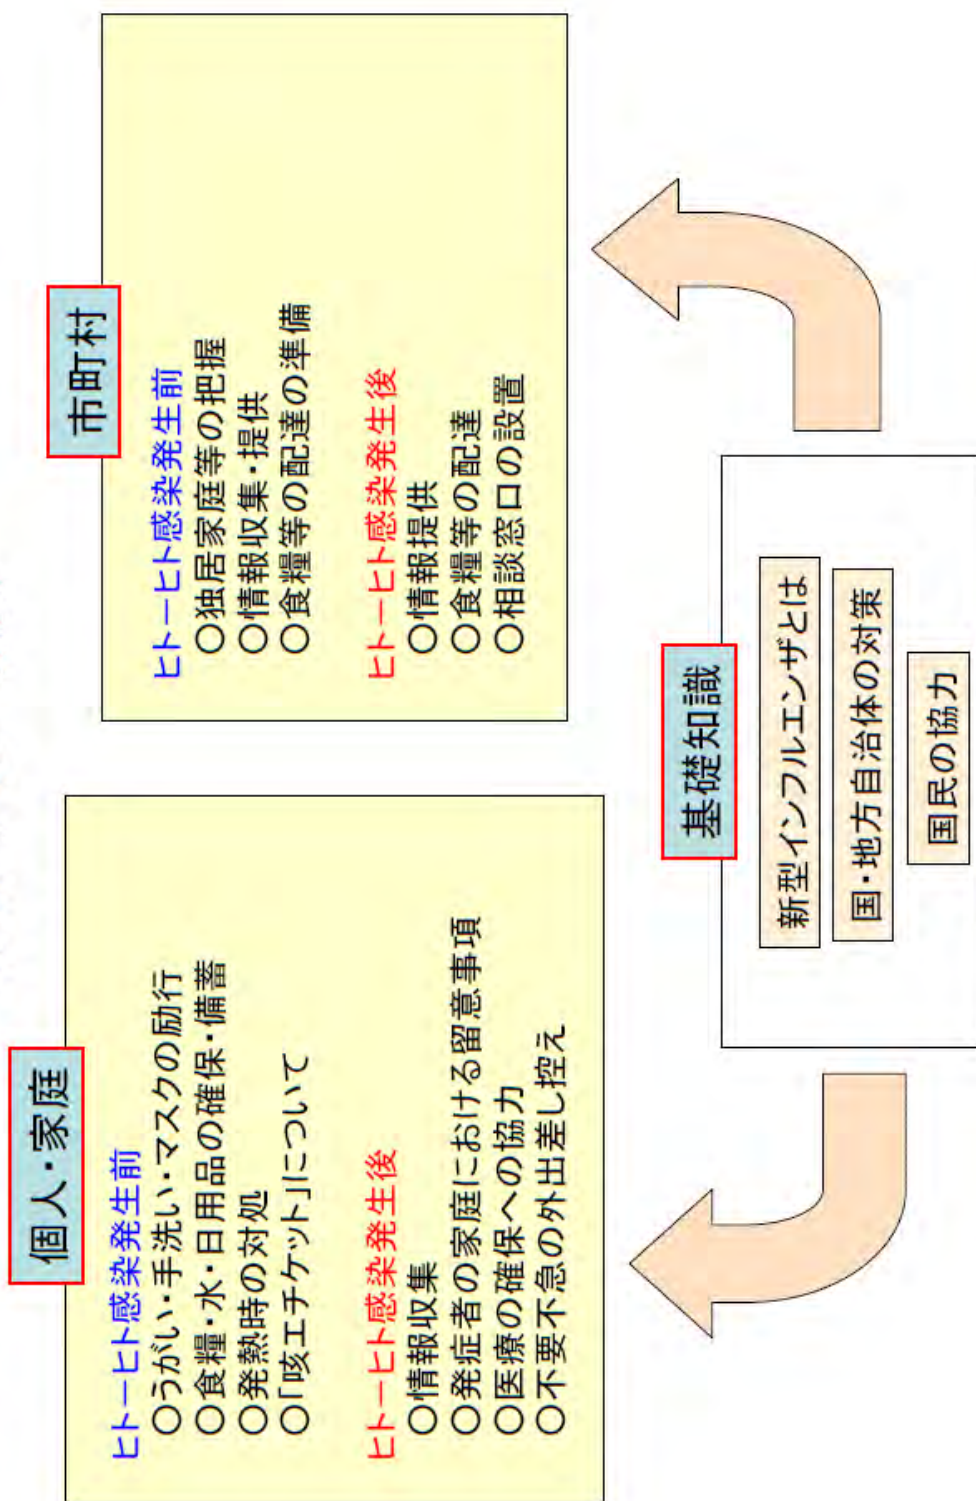 個人・家庭
ヒトーヒト感染発生前
○うがい・手洗い・マスクの励行
○食糧・水・日用品の確保・備蓄
○発熱時の対処
○「咳エチケット」について
ヒトーヒト感染発生後
○情報収集
○発症者の家庭における留意事項
○医療の確保への協力
○不要不急の外出差し控え
市町村
ヒトーヒト感染発生前
○独居家庭等の把握
○情報収集・提供
○食糧等の配達の準備
ヒトーヒト感染発生後
○情報提供
○食糧等の配達
○相談窓口の設置
基礎知識
新型インフルエンザとは
国・地方自治体の対策
国民の協力